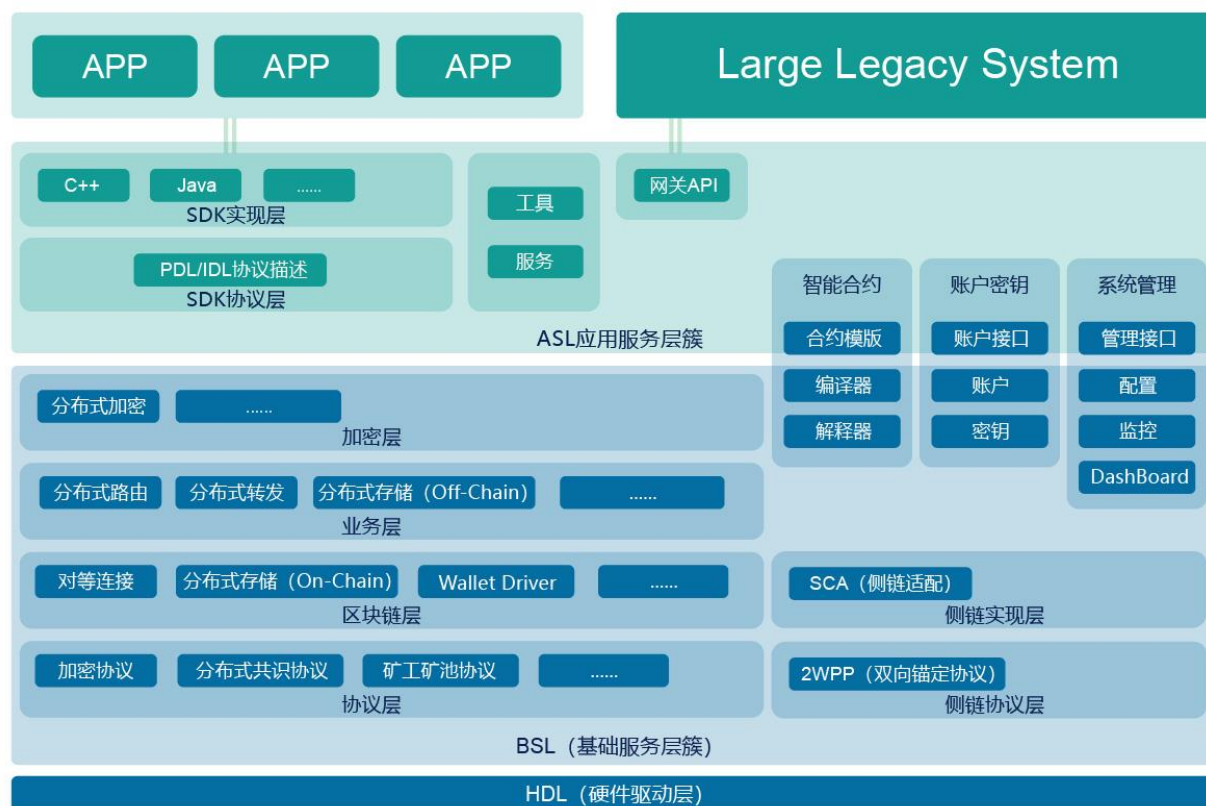 APP
APP
APP
Large Legacy System
C++
Java
......
SDK实现层
PDL/IDL协议描述
SDK协议层
工具
服务
网关API
ASL应用服务层簇
智能合约
合约模版
编译器
解释器
账户密钥
账户接口
账户
密钥
系统管理
管理接口
配置
监控
DashBoard
分布式加密
......
加密层
分布式路由
分布式转发
分布式存储（Off-Chain）
......
业务层
对等连接
分布式存储（On-Chain）
Wallet Driver
......
区块链层
SCA（侧链适配）
侧链实现层
加密协议
分布式共识协议
矿工矿池协议
......
协议层
2WPP（双向锚定协议）
侧链协议层
BSL（基础服务层簇）
HDL（硬件驱动层）